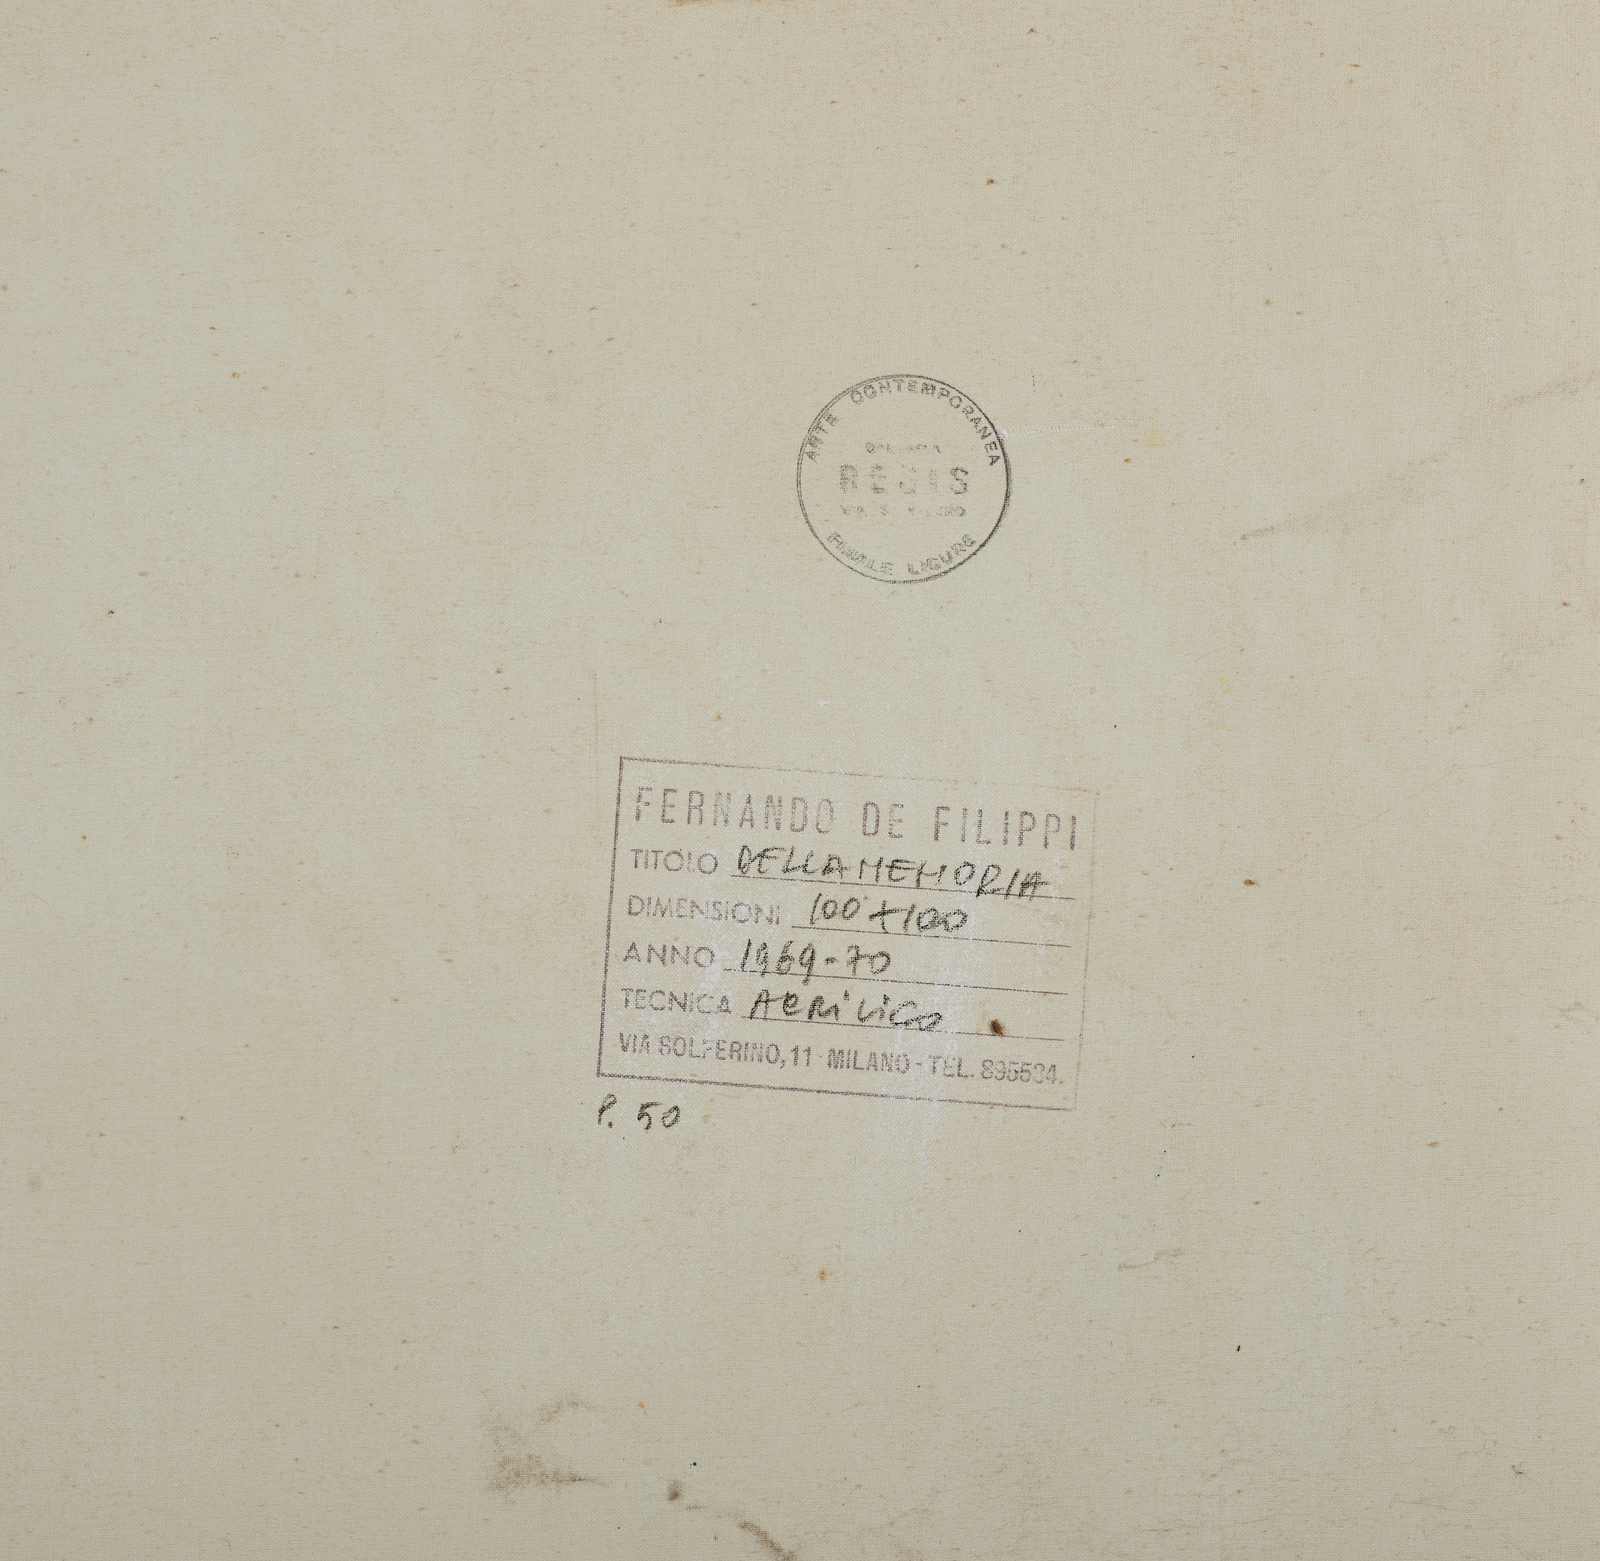 ARTE CONTEMPORANEA
REGIS
FINALE LIGURE
FERNANDO DE FILIPPI
TITOLO DELLA MEMORIA
DIMENSIONI 100 x 100
ANNO 1969-70
TECNICA ACRILICO
VIA SOLFERINO, 11 - MILANO - TEL. 895534.
P. 50